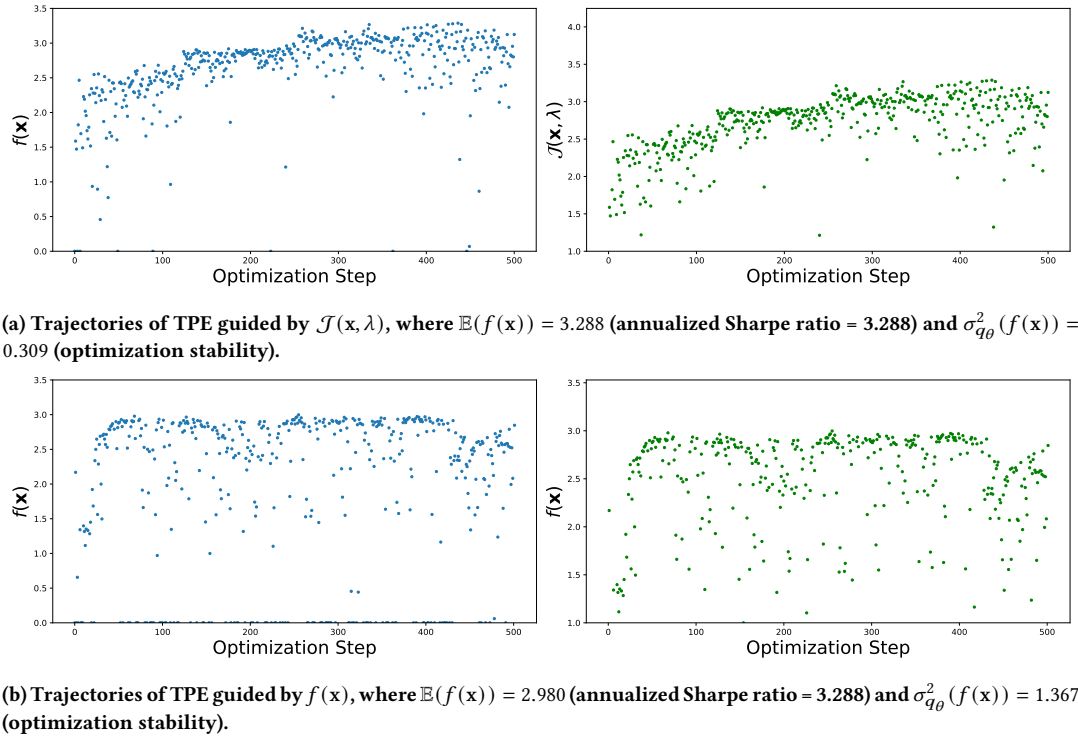 3.5
3.0
2.5
2.0
1.5
1.0
0.5
0.0
f(x)
0 100 200 300 400 500
Optimization Step
4.0
3.5
3.0
2.5
2.0
1.5
1.0
𝒥(x, λ)
0 100 200 300 400 500
Optimization Step
(a) Trajectories of TPE guided by 𝒥(x, λ), where 𝔼(f(x)) = 3.288 (annualized Sharpe ratio = 3.288) and σ²_{q_θ}(f(x)) =
0.309 (optimization stability).
3.5
3.0
2.5
2.0
1.5
1.0
0.5
0.0
f(x)
0 100 200 300 400 500
Optimization Step
3.5
3.0
2.5
2.0
1.5
1.0
f(x)
0 100 200 300 400 500
Optimization Step
(b) Trajectories of TPE guided by f(x), where 𝔼(f(x)) = 2.980 (annualized Sharpe ratio = 3.288) and σ²_{q_θ}(f(x)) = 1.367
(optimization stability).